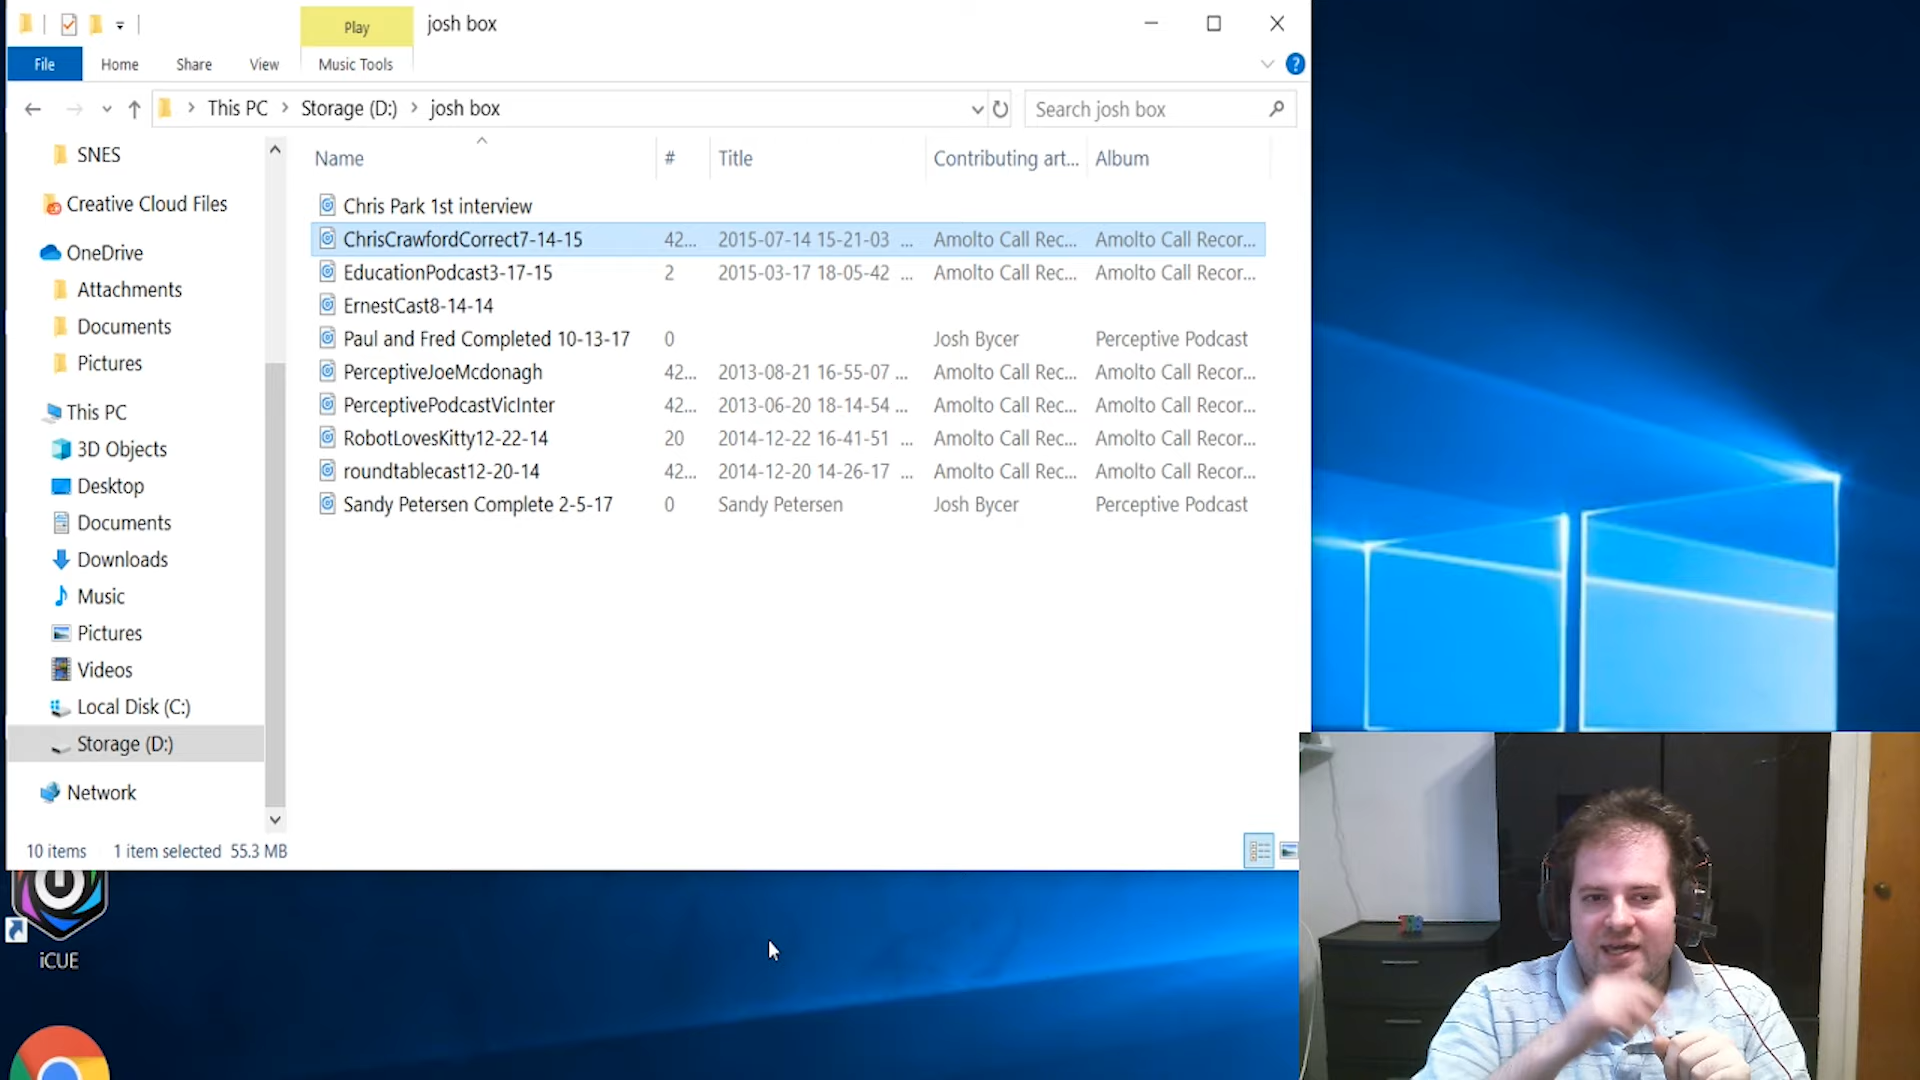 Play
josh box
File
Home
Share
View
Music Tools
This PC
Storage (D:)
josh box
Search josh box
SNES
Creative Cloud Files
OneDrive
Attachments
Documents
Pictures
This PC
3D Objects
Desktop
Documents
Downloads
Music
Pictures
Videos
Local Disk (C:)
Storage (D:)
Network
Name # Title Contributing art... Album
Chris Park 1st interview
ChrisCrawfordCorrect7-14-15 42... 2015-07-14 15-21-03 ... Amolto Call Rec... Amolto Call Recor...
EducationPodcast3-17-15 2 2015-03-17 18-05-42 ... Amolto Call Rec... Amolto Call Recor...
ErnestCast8-14-14
Paul and Fred Completed 10-13-17 0 Josh Bycer Perceptive Podcast
PerceptiveJoeMcdonagh 42... 2013-08-21 16-55-07 ... Amolto Call Rec... Amolto Call Recor...
PerceptivePodcastVicInter 42... 2013-06-20 18-14-54 ... Amolto Call Rec... Amolto Call Recor...
RobotLovesKitty12-22-14 20 2014-12-22 16-41-51 ... Amolto Call Rec... Amolto Call Recor...
roundtablecast12-20-14 42... 2014-12-20 14-26-17 ... Amolto Call Rec... Amolto Call Recor...
Sandy Petersen Complete 2-5-17 0 Sandy Petersen Josh Bycer Perceptive Podcast
10 items 1 item selected 55.3 MB
iCUE